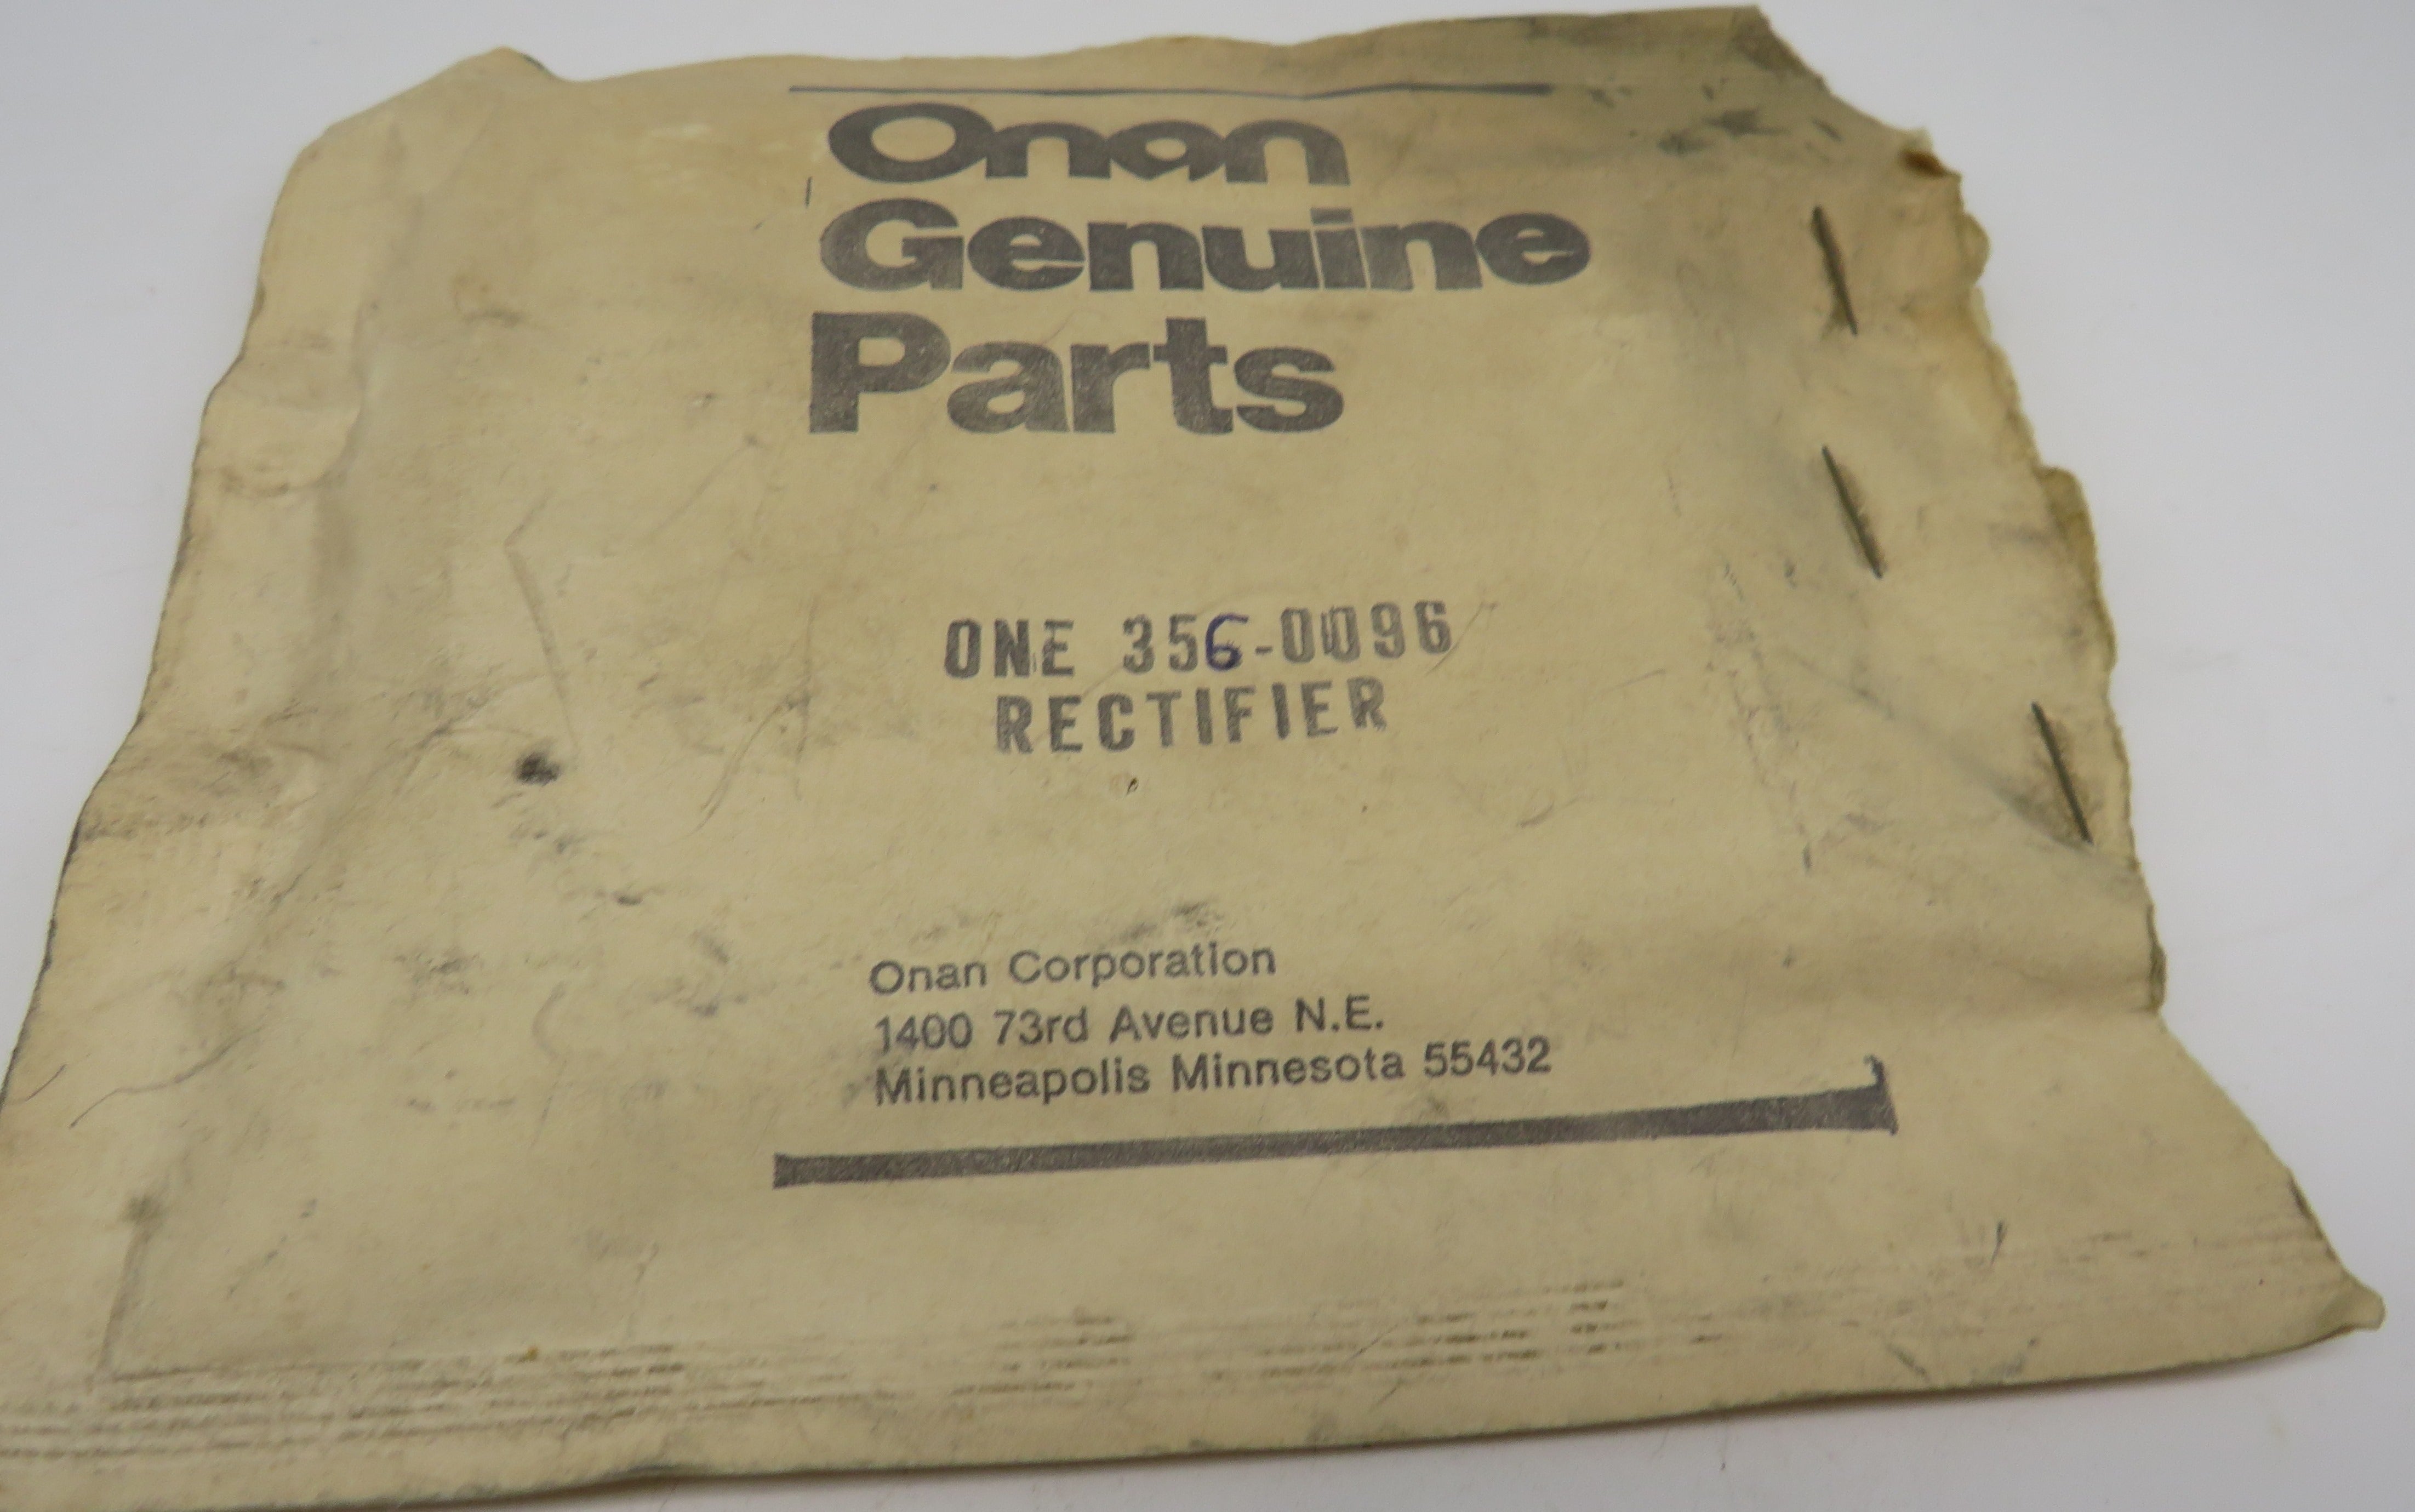 Onan
Genuine
Parts
ONE 356-0096
RECTIFIER
Onan Corporation
1400 73rd Avenue N.E.
Minneapolis Minnesota 55432